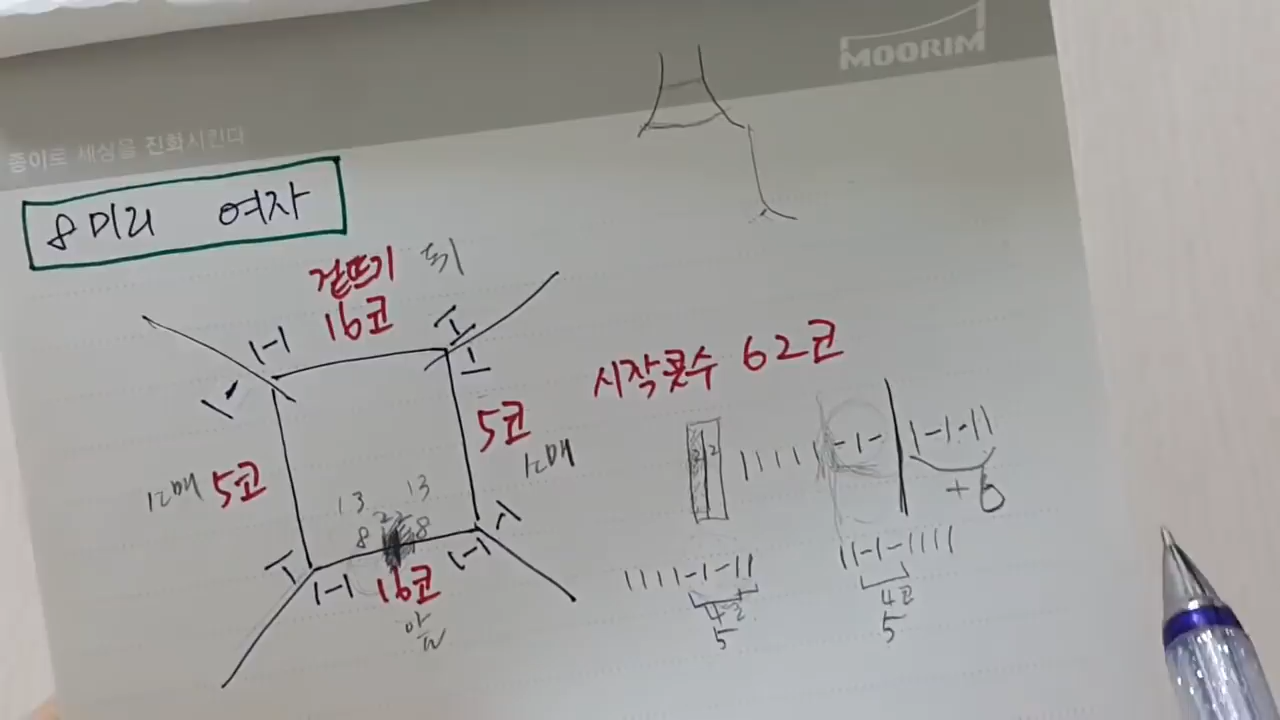 MOORIM
종이로 세상을 진화시킨다
8미리 여자
겉뜨기 뒤
16코
시작콧수 62코
5코
소매
소매 5코
+6
13 13
8 2 2 8
16코
앞
4코
5
4코
5